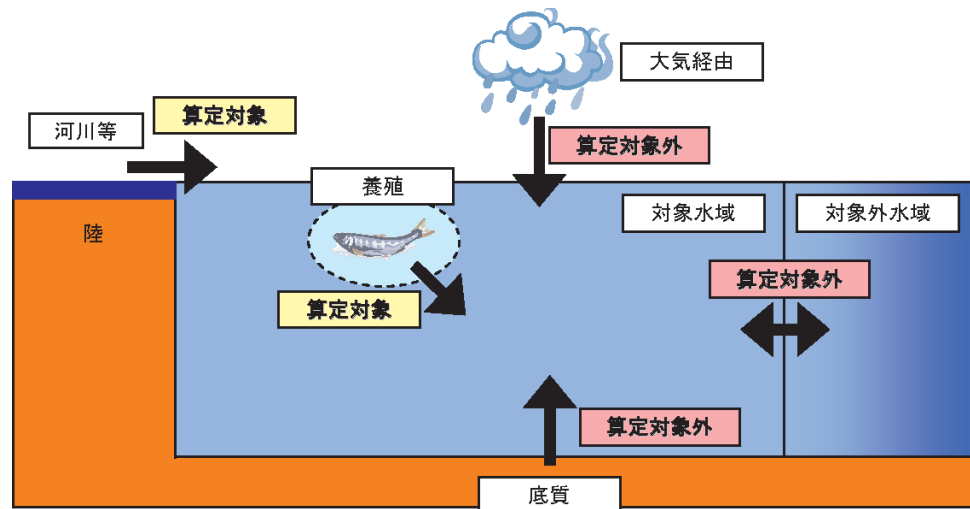 大気経由
算定対象
河川等
算定対象外
養殖
対象水域
対象外水域
陸
算定対象外
算定対象
算定対象外
底質